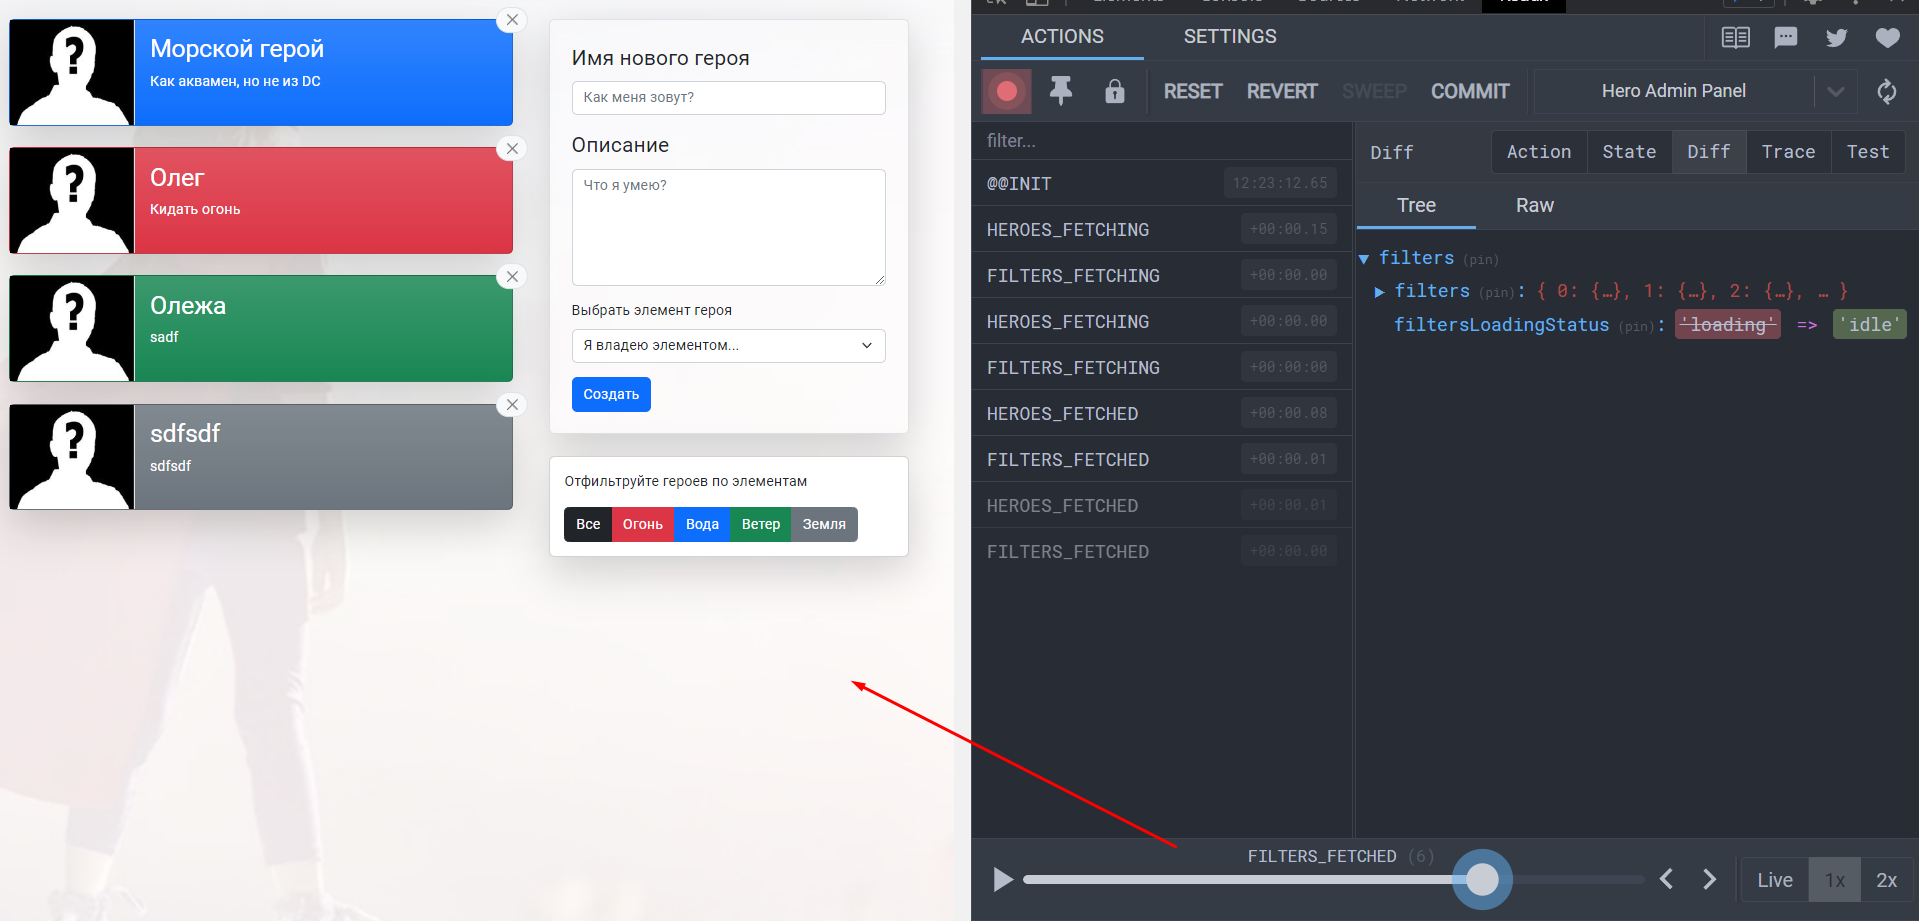 Морской герой
Как аквамен, но не из DC
Олег
Кидать огонь
Олежа
sadf
sdfsdf
sdfsdf
Имя нового героя
Как меня зовут?
Описание
Что я умею?
Выбрать элемент героя
Я владею элементом...
Создать
Отфильтруйте героев по элементам
Все Огонь Вода Ветер Земля
ACTIONS SETTINGS
RESET REVERT SWEEP COMMIT Hero Admin Panel
filter...
@@INIT 12:23:12.65
HEROES_FETCHING +00:00.15
FILTERS_FETCHING +00:00.00
HEROES_FETCHING +00:00.00
FILTERS_FETCHING +00:00.00
HEROES_FETCHED +00:00.08
FILTERS_FETCHED +00:00.01
HEROES_FETCHED +00:00.01
FILTERS_FETCHED +00:00.00
Diff Action State Diff Trace Test
Tree Raw
filters (pin)
filters (pin): { 0: {…}, 1: {…}, 2: {…}, … }
filtersLoadingStatus (pin): 'loading' => 'idle'
FILTERS_FETCHED (6)
Live 1x 2x